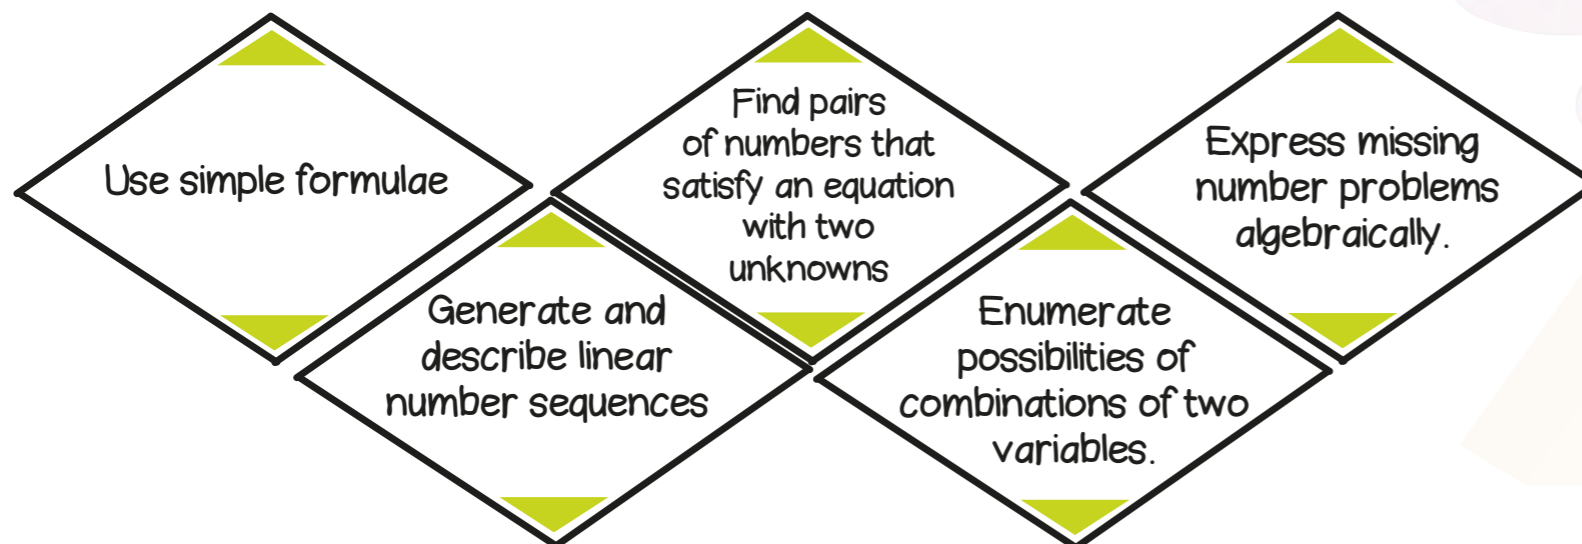 Use simple formulae
Generate and
describe linear
number sequences
Find pairs
of numbers that
satisfy an equation
with two
unknowns
Enumerate
possibilities of
combinations of two
variables.
Express missing
number problems
algebraically.